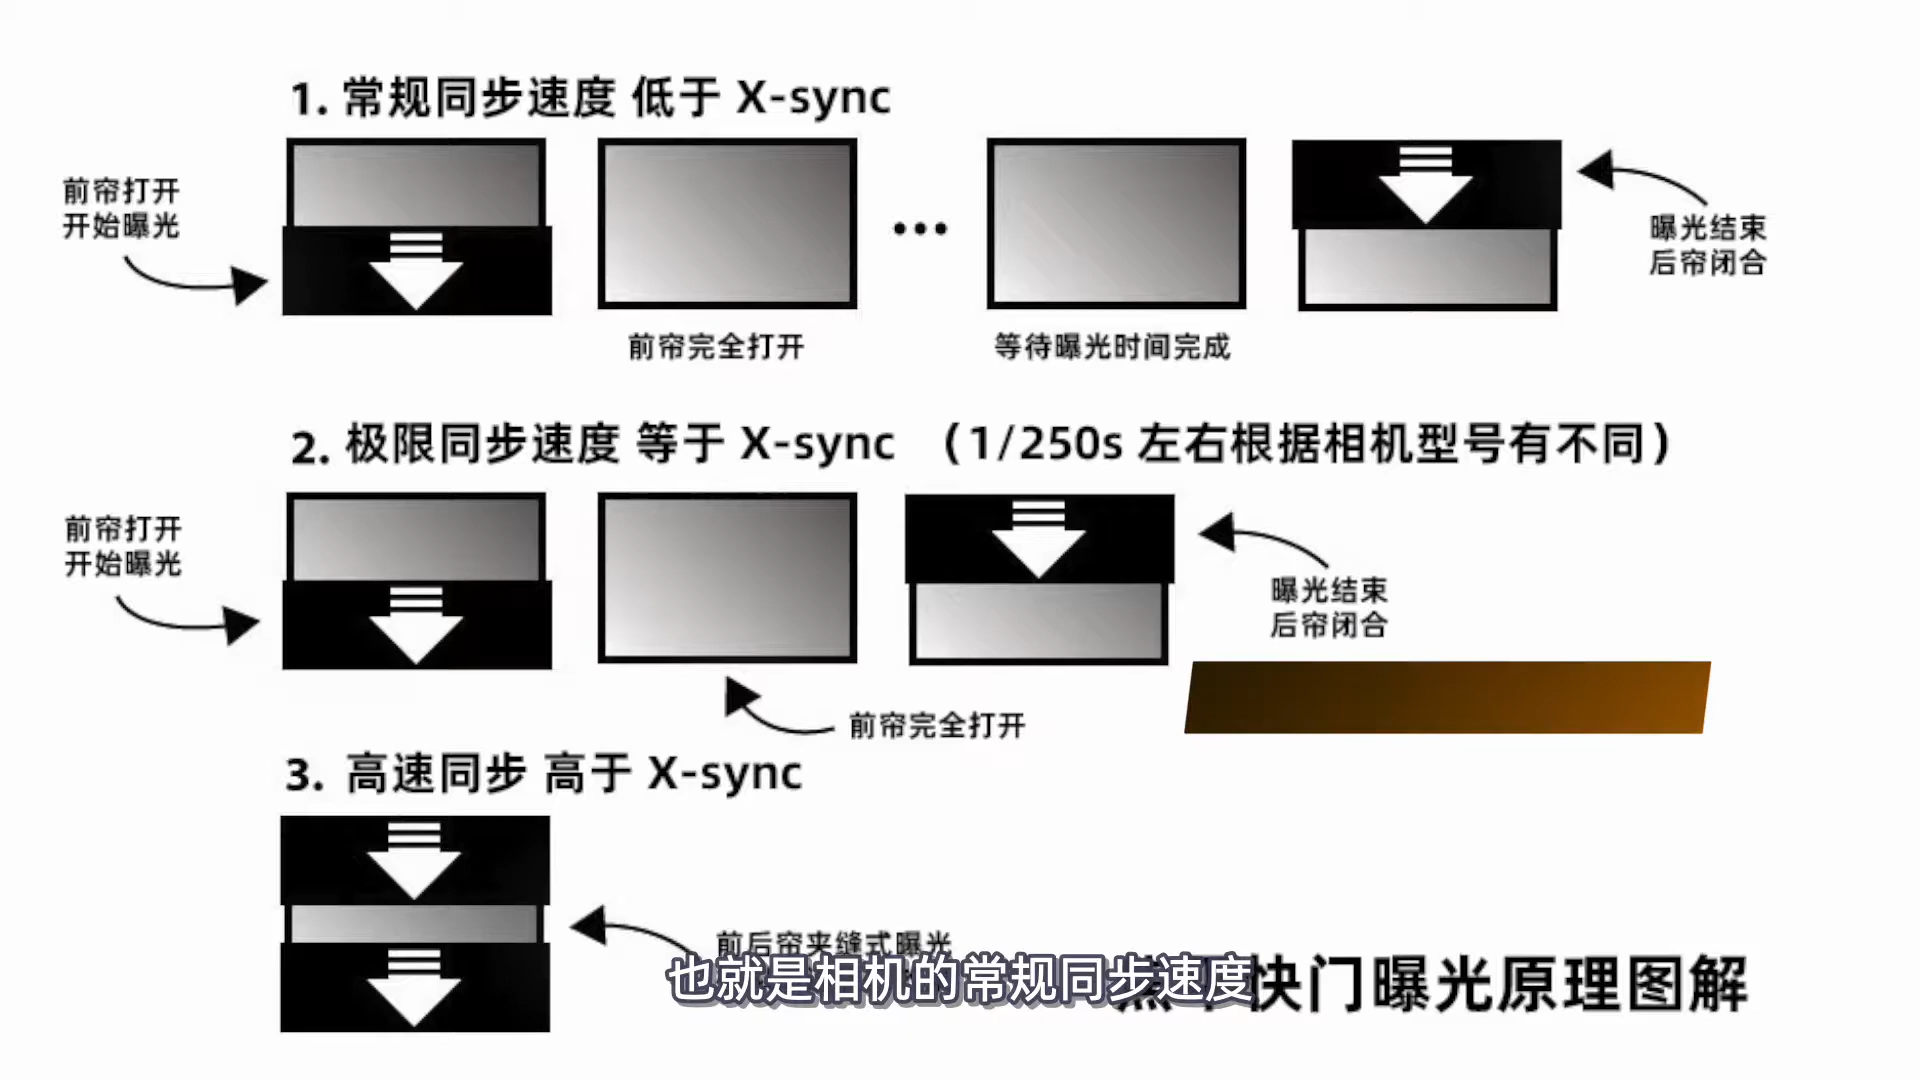 1. 常规同步速度 低于 X-sync
前帘打开
开始曝光
前帘完全打开
等待曝光时间完成
曝光结束
后帘闭合
2. 极限同步速度 等于 X-sync （1/250s 左右根据相机型号有不同）
前帘打开
开始曝光
前帘完全打开
曝光结束
后帘闭合
3. 高速同步 高于 X-sync
前后帘夹缝式曝光
也就是相机的常规同步速度
快门曝光原理图解